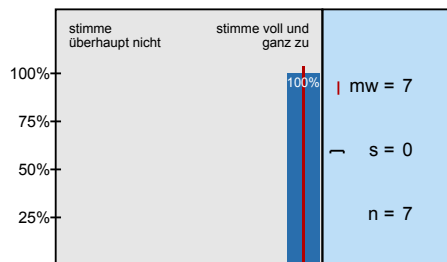 stimme
überhaupt nicht
stimme voll und
ganz zu
100%
75%
50%
25%
100%
mw = 7
s = 0
n = 7